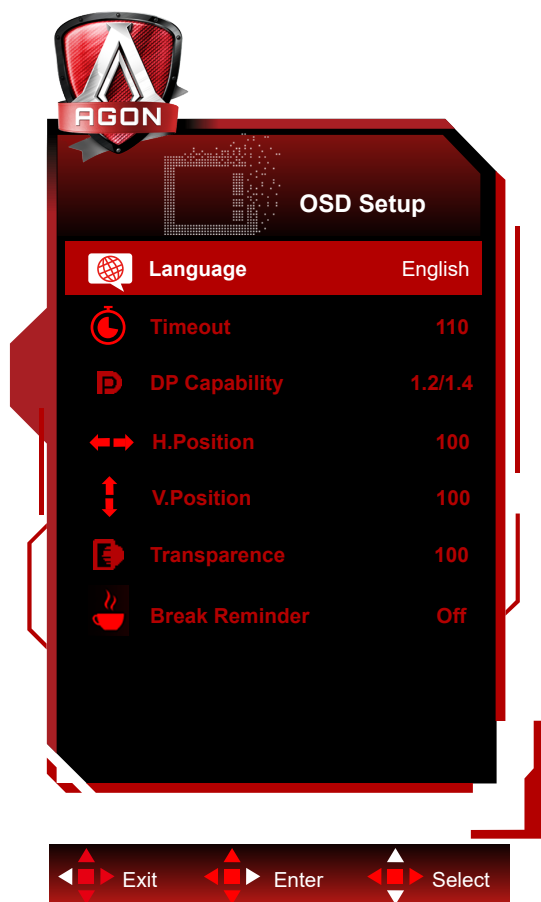 AGON
OSD Setup
Language English
Timeout 110
DP Capability 1.2/1.4
H.Position 100
V.Position 100
Transparence 100
Break Reminder Off
Exit Enter Select